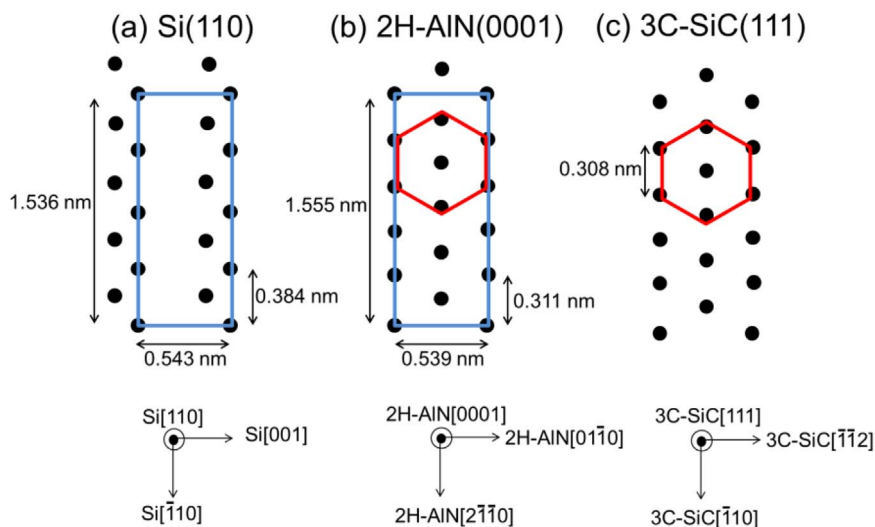 (a) Si(110)
(b) 2H-AlN(0001)
(c) 3C-SiC(111)
1.536 nm
0.384 nm
0.543 nm
1.555 nm
0.311 nm
0.539 nm
0.308 nm
Si[110]
Si[001]
Si[1̄10]
2H-AlN[0001]
2H-AlN[011̄0]
2H-AlN[21̄1̄0]
3C-SiC[111]
3C-SiC[1̄1̄2]
3C-SiC[1̄10]